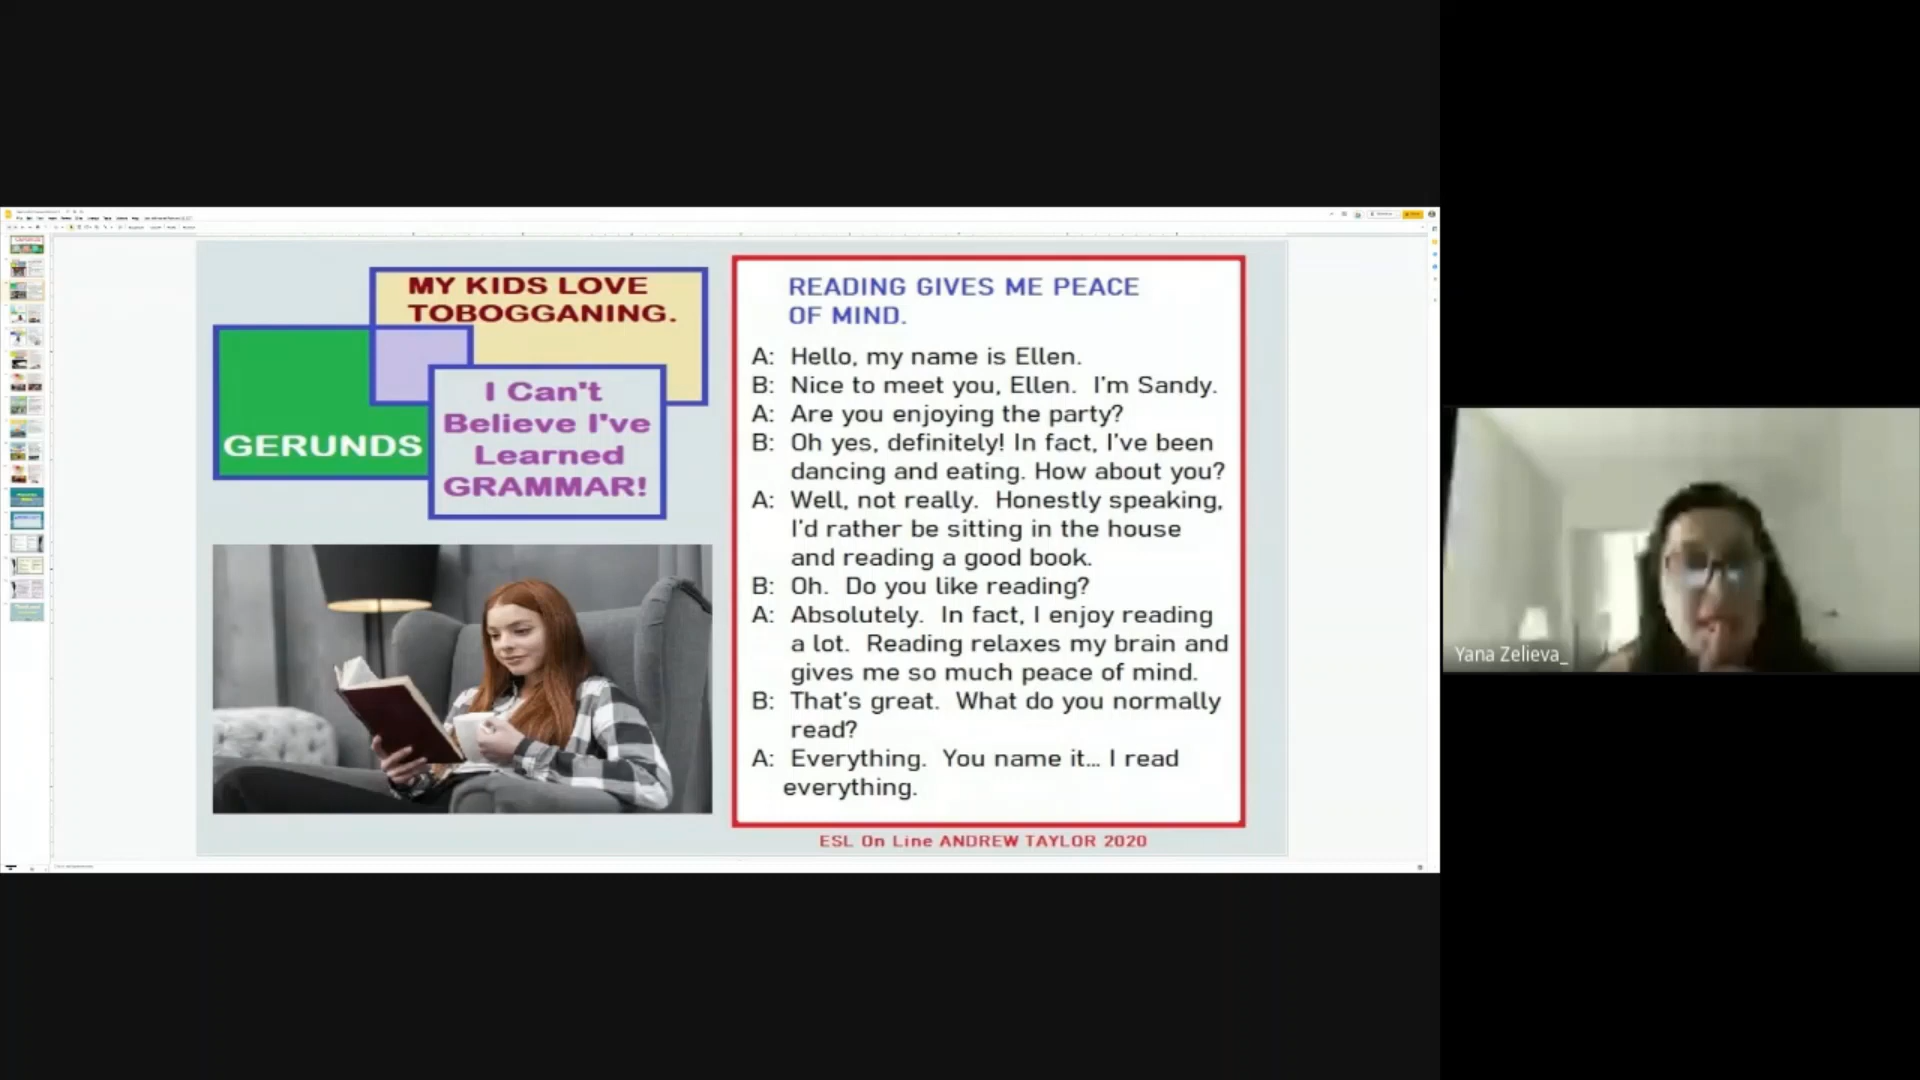 MY KIDS LOVE
TOBOGGANING.
GERUNDS
I Can't
Believe I've
Learned
GRAMMAR!
READING GIVES ME PEACE
OF MIND.
A: Hello, my name is Ellen.
B: Nice to meet you, Ellen. I'm Sandy.
A: Are you enjoying the party?
B: Oh yes, definitely! In fact, I've been
dancing and eating. How about you?
A: Well, not really. Honestly speaking,
I'd rather be sitting in the house
and reading a good book.
B: Oh. Do you like reading?
A: Absolutely. In fact, I enjoy reading
a lot. Reading relaxes my brain and
gives me so much peace of mind.
B: That's great. What do you normally
read?
A: Everything. You name it... I read
everything.
ESL On Line ANDREW TAYLOR 2020
Yana Zelieva_